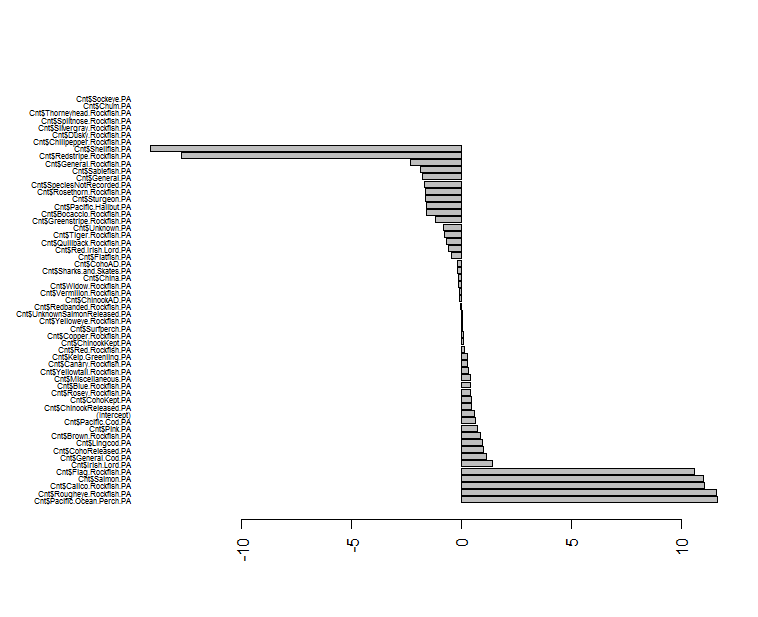 Cnt$Sockeye.PA
Cnt$Chum.PA
Cnt$Thorneyhead.Rockfish.PA
Cnt$Splitnose.Rockfish.PA
Cnt$Silvergray.Rockfish.PA
Cnt$Dusky.Rockfish.PA
Cnt$Chilipepper.Rockfish.PA
Cnt$Shellfish.PA
Cnt$Redstripe.Rockfish.PA
Cnt$General.Rockfish.PA
Cnt$Sablefish.PA
Cnt$General.PA
Cnt$SpeciesNotRecorded.PA
Cnt$Rosethorn.Rockfish.PA
Cnt$Sturgeon.PA
Cnt$Pacific.Halibut.PA
Cnt$Bocaccio.Rockfish.PA
Cnt$Greenstripe.Rockfish.PA
Cnt$Unknown.PA
Cnt$Tiger.Rockfish.PA
Cnt$Quillback.Rockfish.PA
Cnt$Red.Irish.Lord.PA
Cnt$Flatfish.PA
Cnt$CohoAD.PA
Cnt$Sharks.and.Skates.PA
Cnt$China.PA
Cnt$Widow.Rockfish.PA
Cnt$Vermilion.Rockfish.PA
Cnt$ChinookAD.PA
Cnt$Redbanded.Rockfish.PA
Cnt$UnknownSalmonReleased.PA
Cnt$Yelloweye.Rockfish.PA
Cnt$Surfperch.PA
Cnt$Copper.Rockfish.PA
Cnt$ChinookKept.PA
Cnt$Red.Rockfish.PA
Cnt$Kelp.Greenling.PA
Cnt$Canary.Rockfish.PA
Cnt$Yellowtail.Rockfish.PA
Cnt$Miscellaneous.PA
Cnt$Blue.Rockfish.PA
Cnt$Rosey.Rockfish.PA
Cnt$CohoKept.PA
Cnt$ChinookReleased.PA
(Intercept)
Cnt$Pacific.Cod.PA
Cnt$Pink.PA
Cnt$Brown.Rockfish.PA
Cnt$Lingcod.PA
Cnt$CohoReleased.PA
Cnt$General.Cod.PA
Cnt$Irish.Lord.PA
Cnt$Flag.Rockfish.PA
Cnt$Salmon.PA
Cnt$Calico.Rockfish.PA
Cnt$Rougheye.Rockfish.PA
Cnt$Pacific.Ocean.Perch.PA
-10
-5
0
5
10